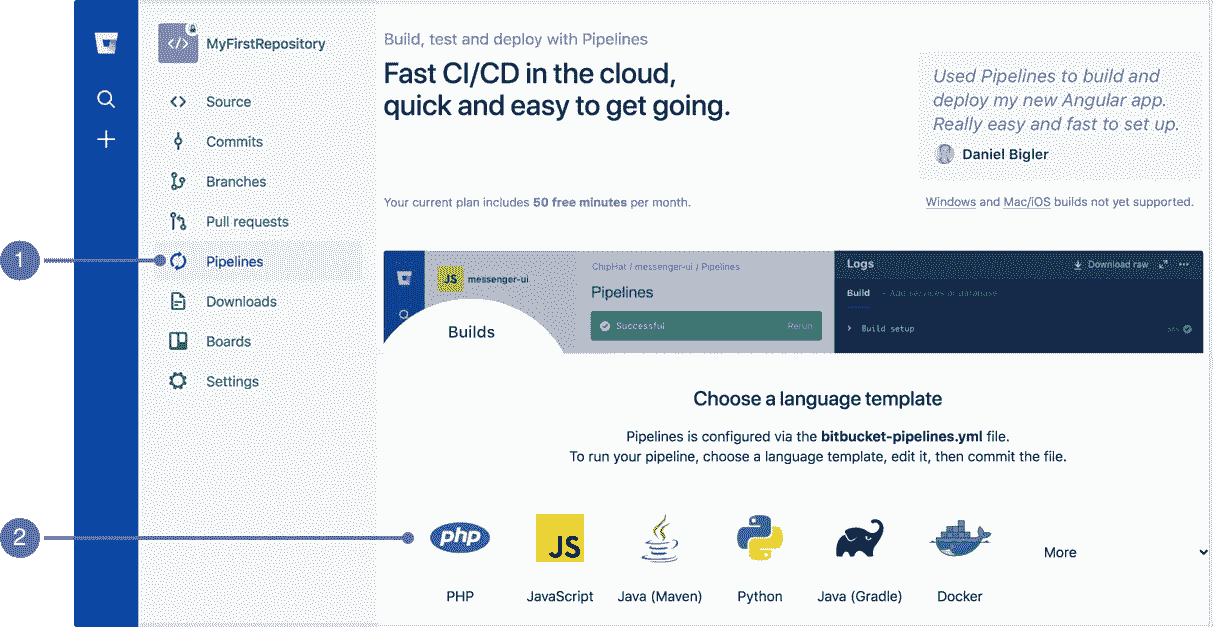 MyFirstRepository
Source
Commits
Branches
Pull requests
1
Pipelines
Downloads
Boards
Settings
Build, test and deploy with Pipelines
Fast CI/CD in the cloud,
quick and easy to get going.
Used Pipelines to build and
deploy my new Angular app.
Really easy and fast to set up.
Daniel Bigler
Your current plan includes 50 free minutes per month.
Windows and Mac/iOS builds not yet supported.
JS
messenger-ui
ChipHat / messenger-ui / Pipelines
Pipelines
Successful
Rerun
Logs
Download raw
Build
Add services or database
Build setup
Builds
Choose a language template
Pipelines is configured via the bitbucket-pipelines.yml file.
To run your pipeline, choose a language template, edit it, then commit the file.
2
php
JS
More
PHP
JavaScript
Java (Maven)
Python
Java (Gradle)
Docker